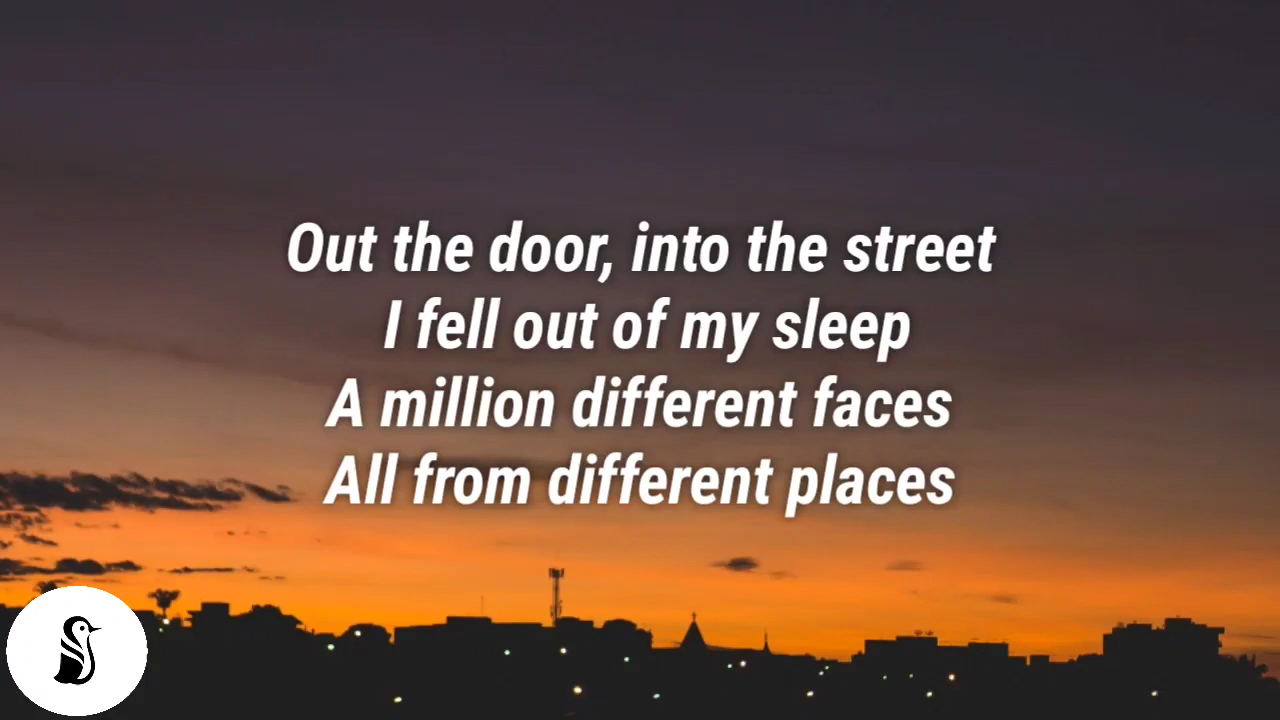 Out the door, into the street
I fell out of my sleep
A million different faces
All from different places